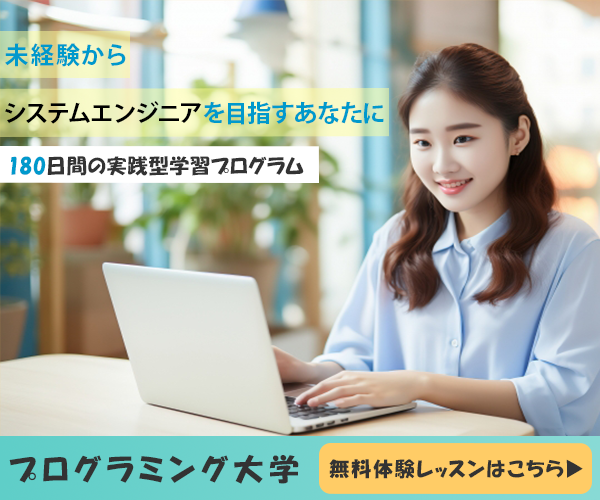 未経験から
システムエンジニアを目指すあなたに
180日間の実践型学習プログラム
プログラミング大学
無料体験レッスンはこちら▶